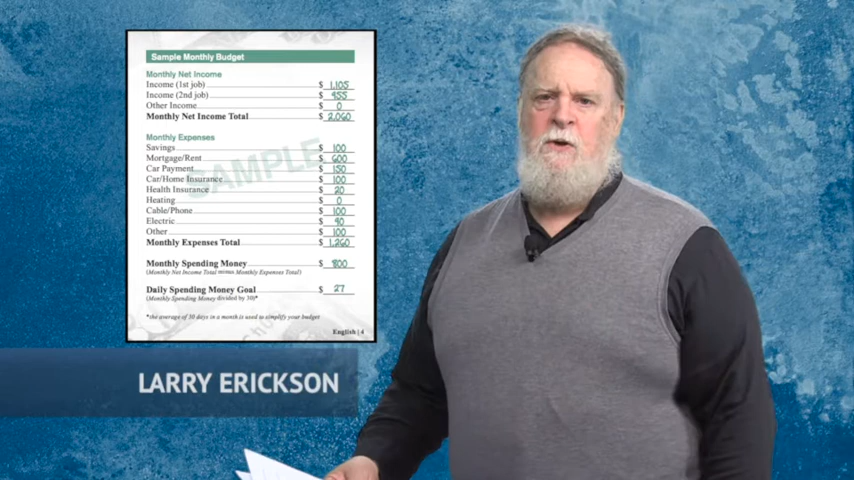 Sample Monthly Budget
Monthly Net Income
Income (1st job) $ 1,105
Income (2nd job) $ 955
Other Income $ 0
Monthly Net Income Total $ 2,060
Monthly Expenses
Savings $ 100
Mortgage/Rent $ 600
Car Payment $ 150
Car/Home Insurance $ 100
Health Insurance $ 20
Heating $ 0
Cable/Phone $ 100
Electric $ 90
Other $ 100
Monthly Expenses Total $ 1,260
SAMPLE
Monthly Spending Money $ 800
(Monthly Net Income Total minus Monthly Expenses Total)
Daily Spending Money Goal $ 27
(Monthly Spending Money divided by 30)*
*the average of 30 days in a month is used to simplify your budget
English | 4
LARRY ERICKSON